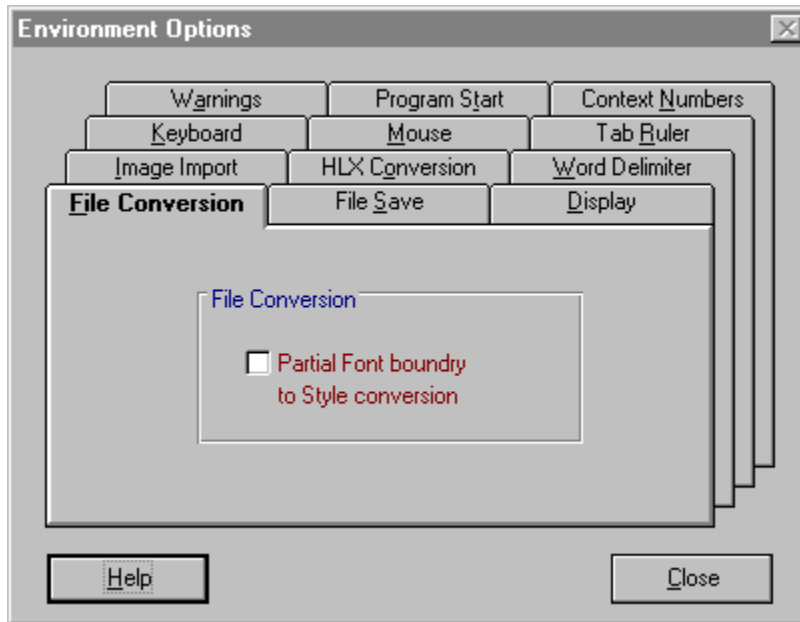 Environment Options
Warnings Program Start Context Numbers
Keyboard Mouse Tab Ruler
Image Import HLX Conversion Word Delimiter
File Conversion File Save Display
File Conversion
Partial Font boundry
to Style conversion
Help Close